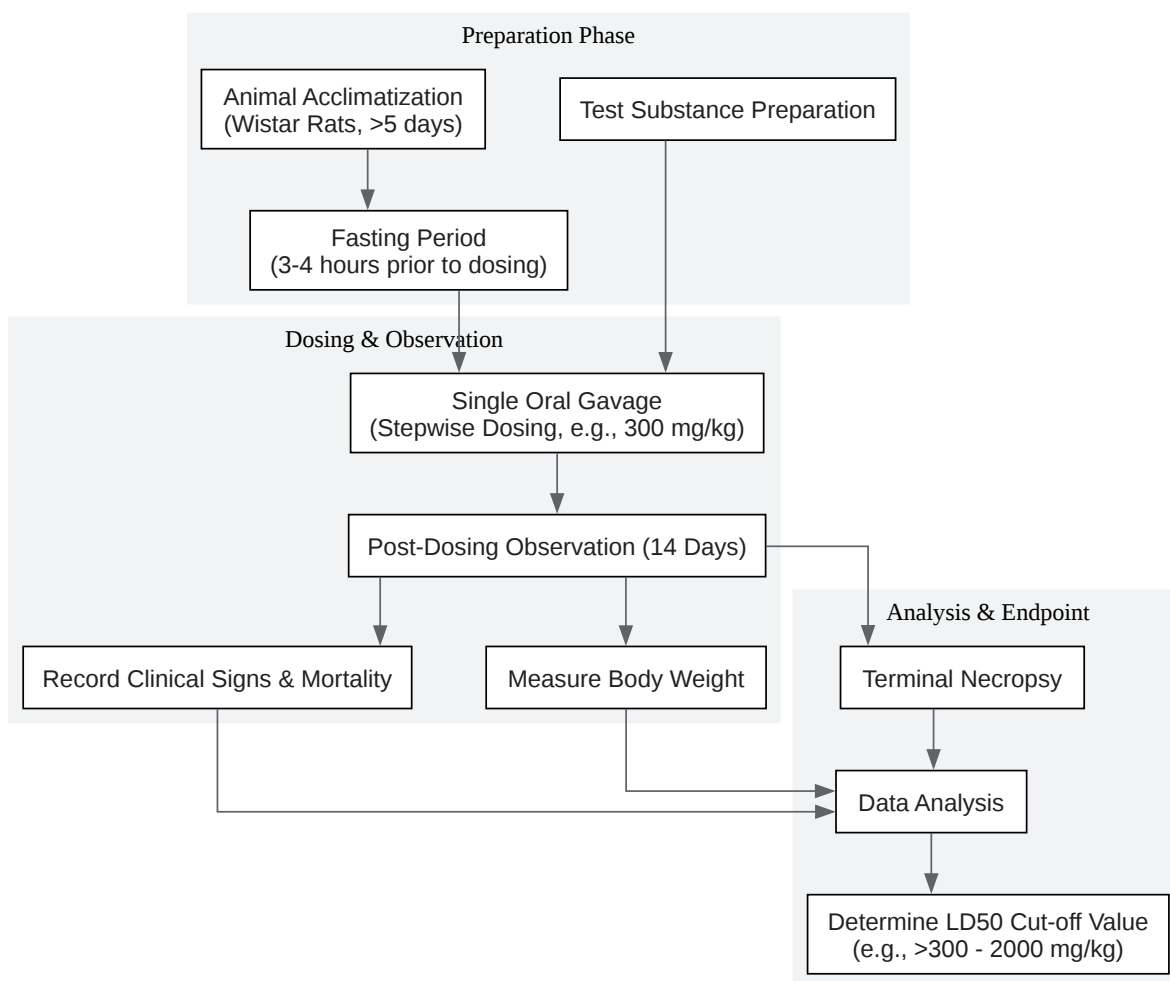 Preparation Phase
Animal Acclimatization
(Wistar Rats, >5 days)
Test Substance Preparation
Fasting Period
(3-4 hours prior to dosing)
Dosing & Observation
Single Oral Gavage
(Stepwise Dosing, e.g., 300 mg/kg)
Post-Dosing Observation (14 Days)
Analysis & Endpoint
Record Clinical Signs & Mortality
Measure Body Weight
Terminal Necropsy
Data Analysis
Determine LD50 Cut-off Value
(e.g., >300 - 2000 mg/kg)